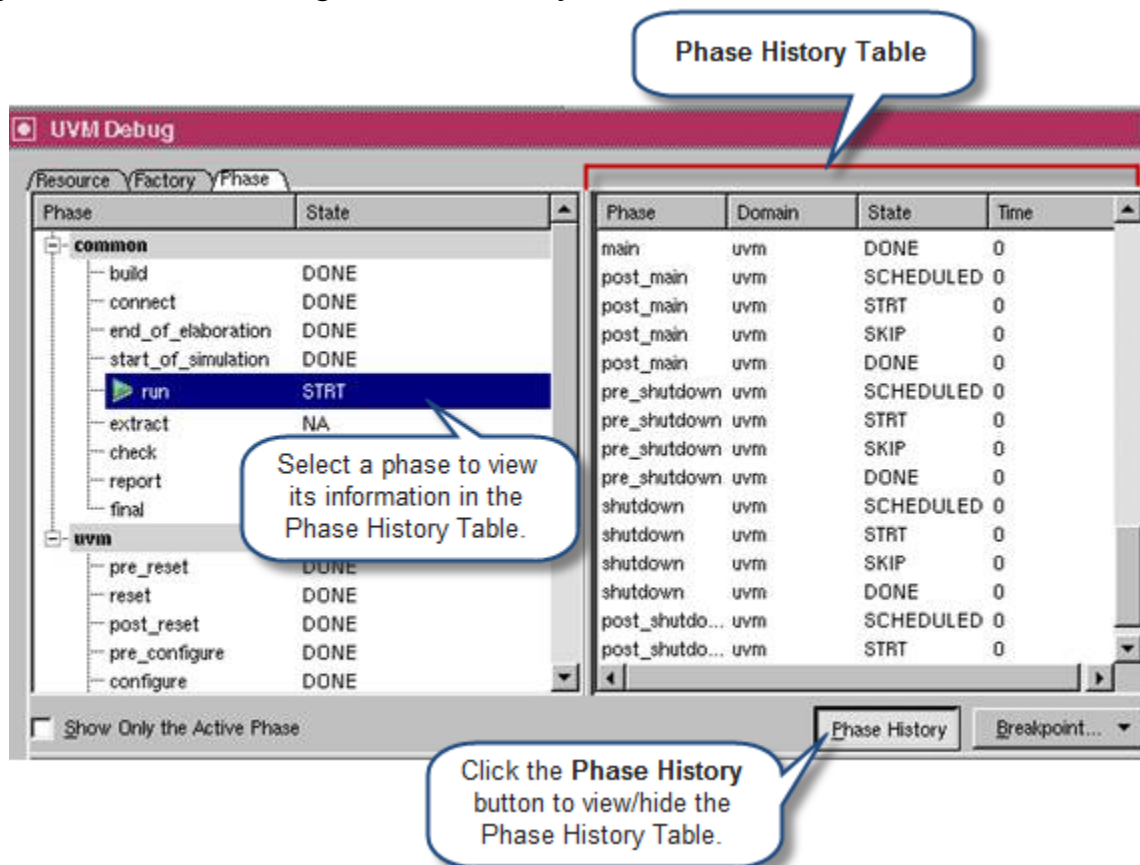 Phase History Table
UVM Debug
Resource Factory Phase
Phase State
common
build DONE
connect DONE
end_of_elaboration DONE
start_of_simulation DONE
run STRT
extract NA
check
report
final
uvm
pre_reset DONE
reset DONE
post_reset DONE
pre_configure DONE
configure DONE
Select a phase to view
its information in the
Phase History Table.
Phase Domain State Time
main uvm DONE 0
post_main uvm SCHEDULED 0
post_main uvm STRT 0
post_main uvm SKIP 0
post_main uvm DONE 0
pre_shutdown uvm SCHEDULED 0
pre_shutdown uvm STRT 0
pre_shutdown uvm SKIP 0
pre_shutdown uvm DONE 0
shutdown uvm SCHEDULED 0
shutdown uvm STRT 0
shutdown uvm SKIP 0
shutdown uvm DONE 0
post_shutdo... uvm SCHEDULED 0
post_shutdo... uvm STRT 0
Show Only the Active Phase
Phase History Breakpoint...
Click the Phase History
button to view/hide the
Phase History Table.